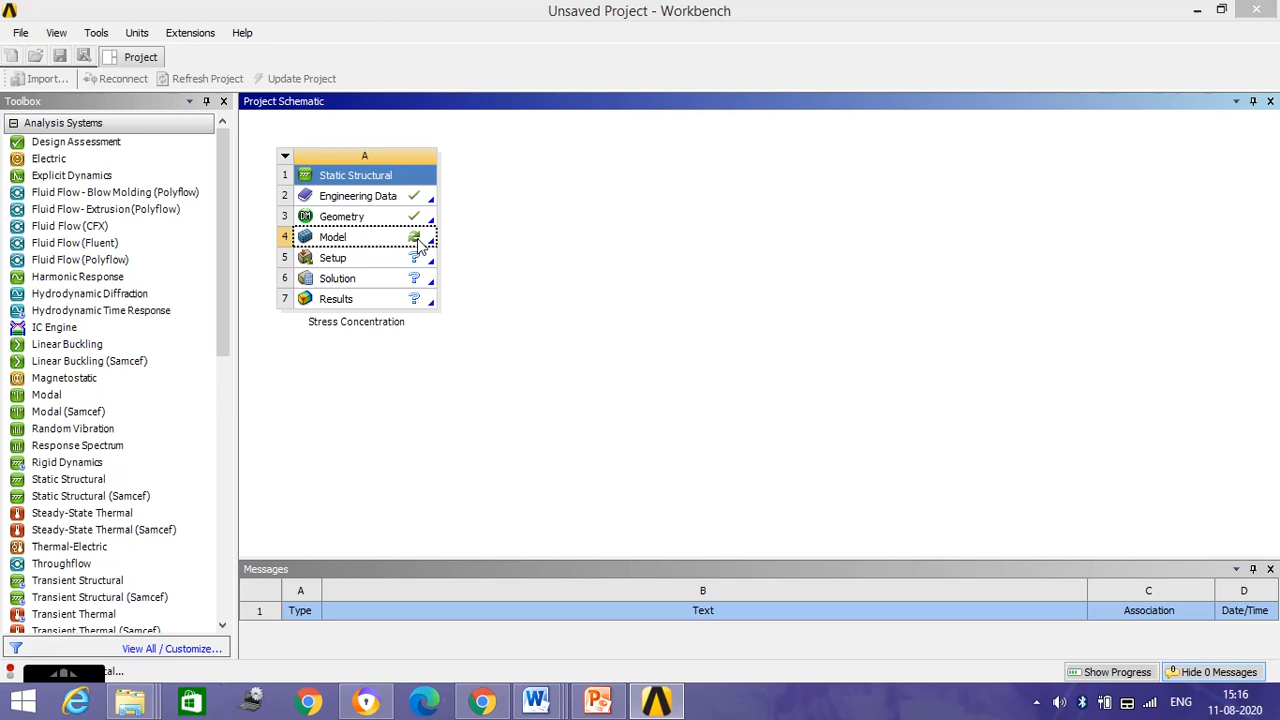 Unsaved Project - Workbench
File View Tools Units Extensions Help
Project
Import... Reconnect Refresh Project Update Project
Toolbox
Analysis Systems
Design Assessment
Electric
Explicit Dynamics
Fluid Flow - Blow Molding (Polyflow)
Fluid Flow - Extrusion (Polyflow)
Fluid Flow (CFX)
Fluid Flow (Fluent)
Fluid Flow (Polyflow)
Harmonic Response
Hydrodynamic Diffraction
Hydrodynamic Time Response
IC Engine
Linear Buckling
Linear Buckling (Samcef)
Magnetostatic
Modal
Modal (Samcef)
Random Vibration
Response Spectrum
Rigid Dynamics
Static Structural
Static Structural (Samcef)
Steady-State Thermal
Steady-State Thermal (Samcef)
Thermal-Electric
Throughflow
Transient Structural
Transient Structural (Samcef)
Transient Thermal
Transient Thermal (Samcef)
View All / Customize...
Project Schematic
A
1 Static Structural
2 Engineering Data
3 DM Geometry
4 Model
5 Setup ?
6 Solution ?
7 Results ?
Stress Concentration
Messages
A B C D
1 Type Text Association Date/Time
al... Show Progress Hide 0 Messages
ENG 15:16
11-08-2020